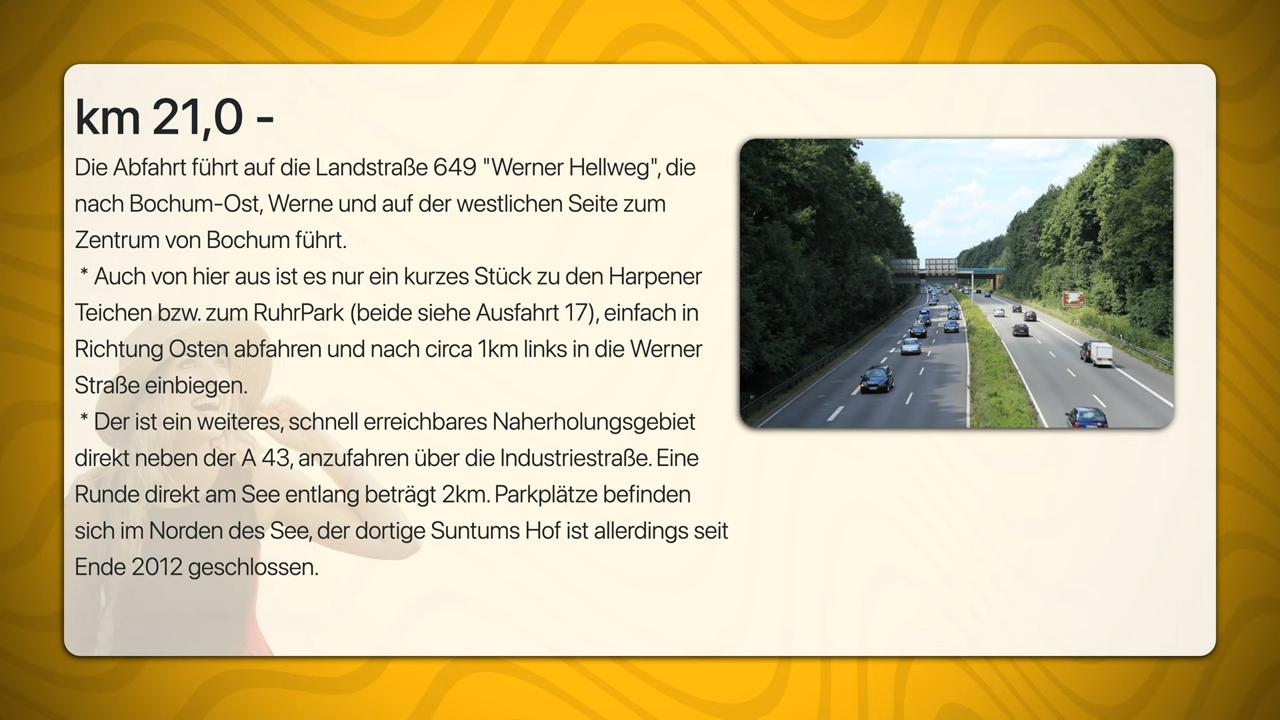 km 21,0 -
Die Abfahrt führt auf die Landstraße 649 "Werner Hellweg", die
nach Bochum-Ost, Werne und auf der westlichen Seite zum
Zentrum von Bochum führt.
* Auch von hier aus ist es nur ein kurzes Stück zu den Harpener
Teichen bzw. zum RuhrPark (beide siehe Ausfahrt 17), einfach in
Richtung Osten abfahren und nach circa 1km links in die Werner
Straße einbiegen.
* Der ist ein weiteres, schnell erreichbares Naherholungsgebiet
direkt neben der A 43, anzufahren über die Industriestraße. Eine
Runde direkt am See entlang beträgt 2km. Parkplätze befinden
sich im Norden des See, der dortige Suntums Hof ist allerdings seit
Ende 2012 geschlossen.